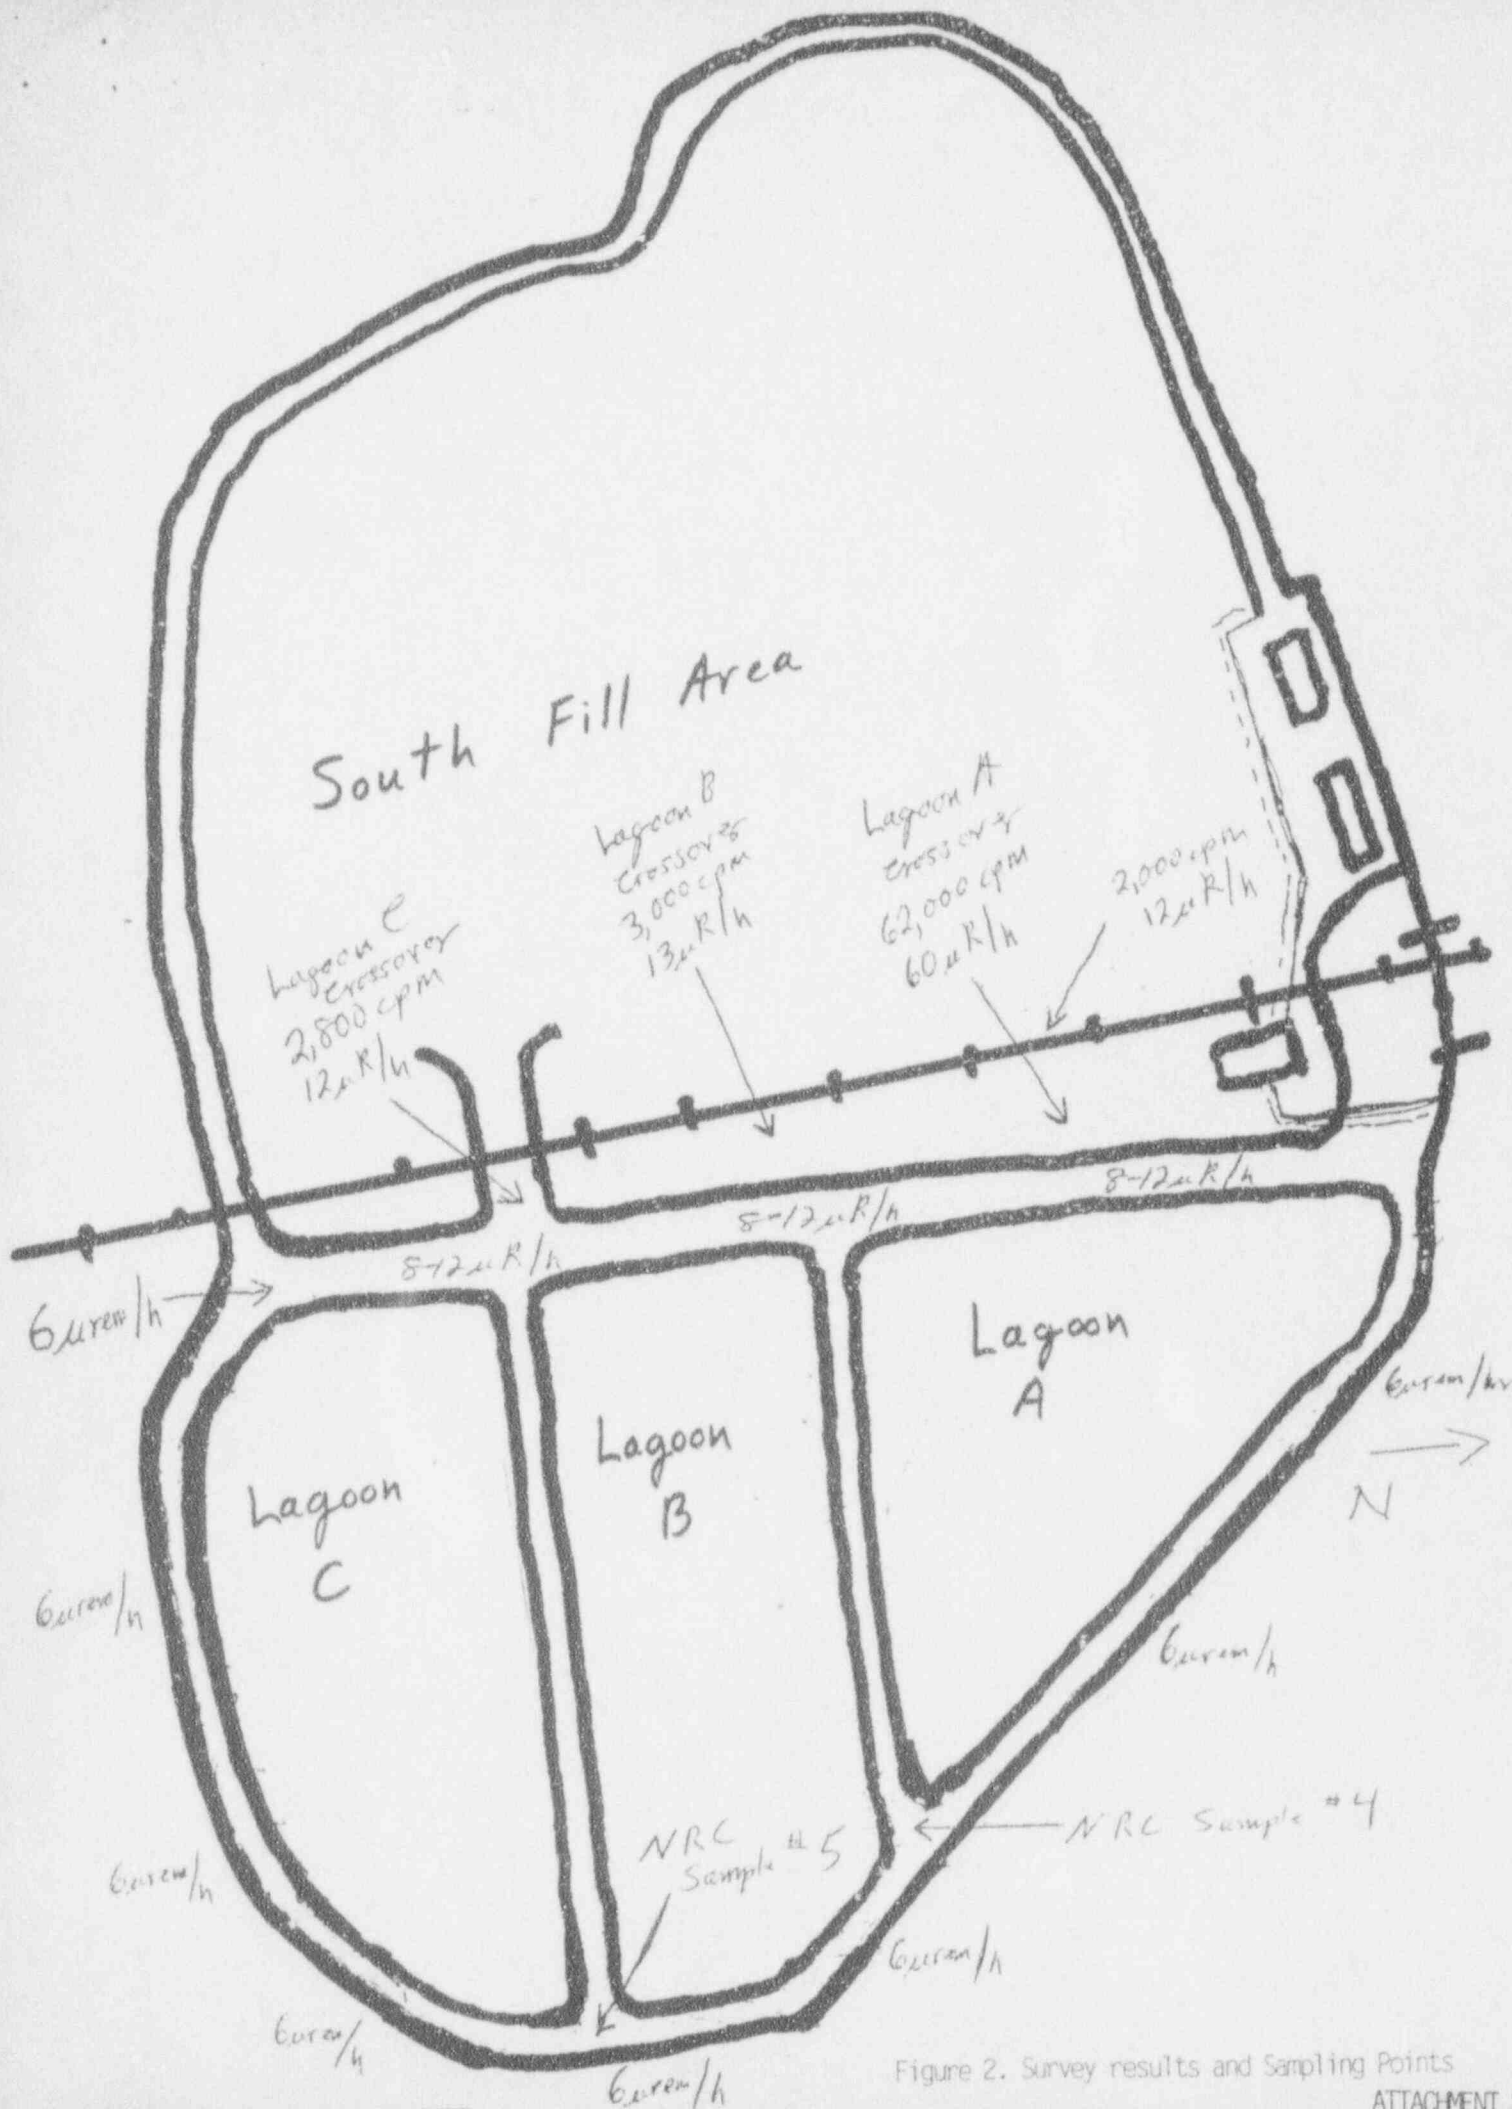 South Fill Area
Lagoon C
crossover
2,800 cpm
12 µR/h
Lagoon B
crossover
3,000 cpm
13 µR/h
Lagoon A
crossover
62,000 cpm
60 µR/h
2,000 cpm
12 µR/h
8-12 µR/h
8-12 µR/h
8-12 µR/h
6 µrem/h
Lagoon
A
Lagoon
B
Lagoon
C
6 µrem/hr
N
6 µrem/h
6 µrem/h
NRC Sample #4
NRC
Sample #5
6 µrem/h
6 µrem/h
6 µrem/h
6 µrem/h
Figure 2. Survey results and Sampling Points
ATTACHMENT